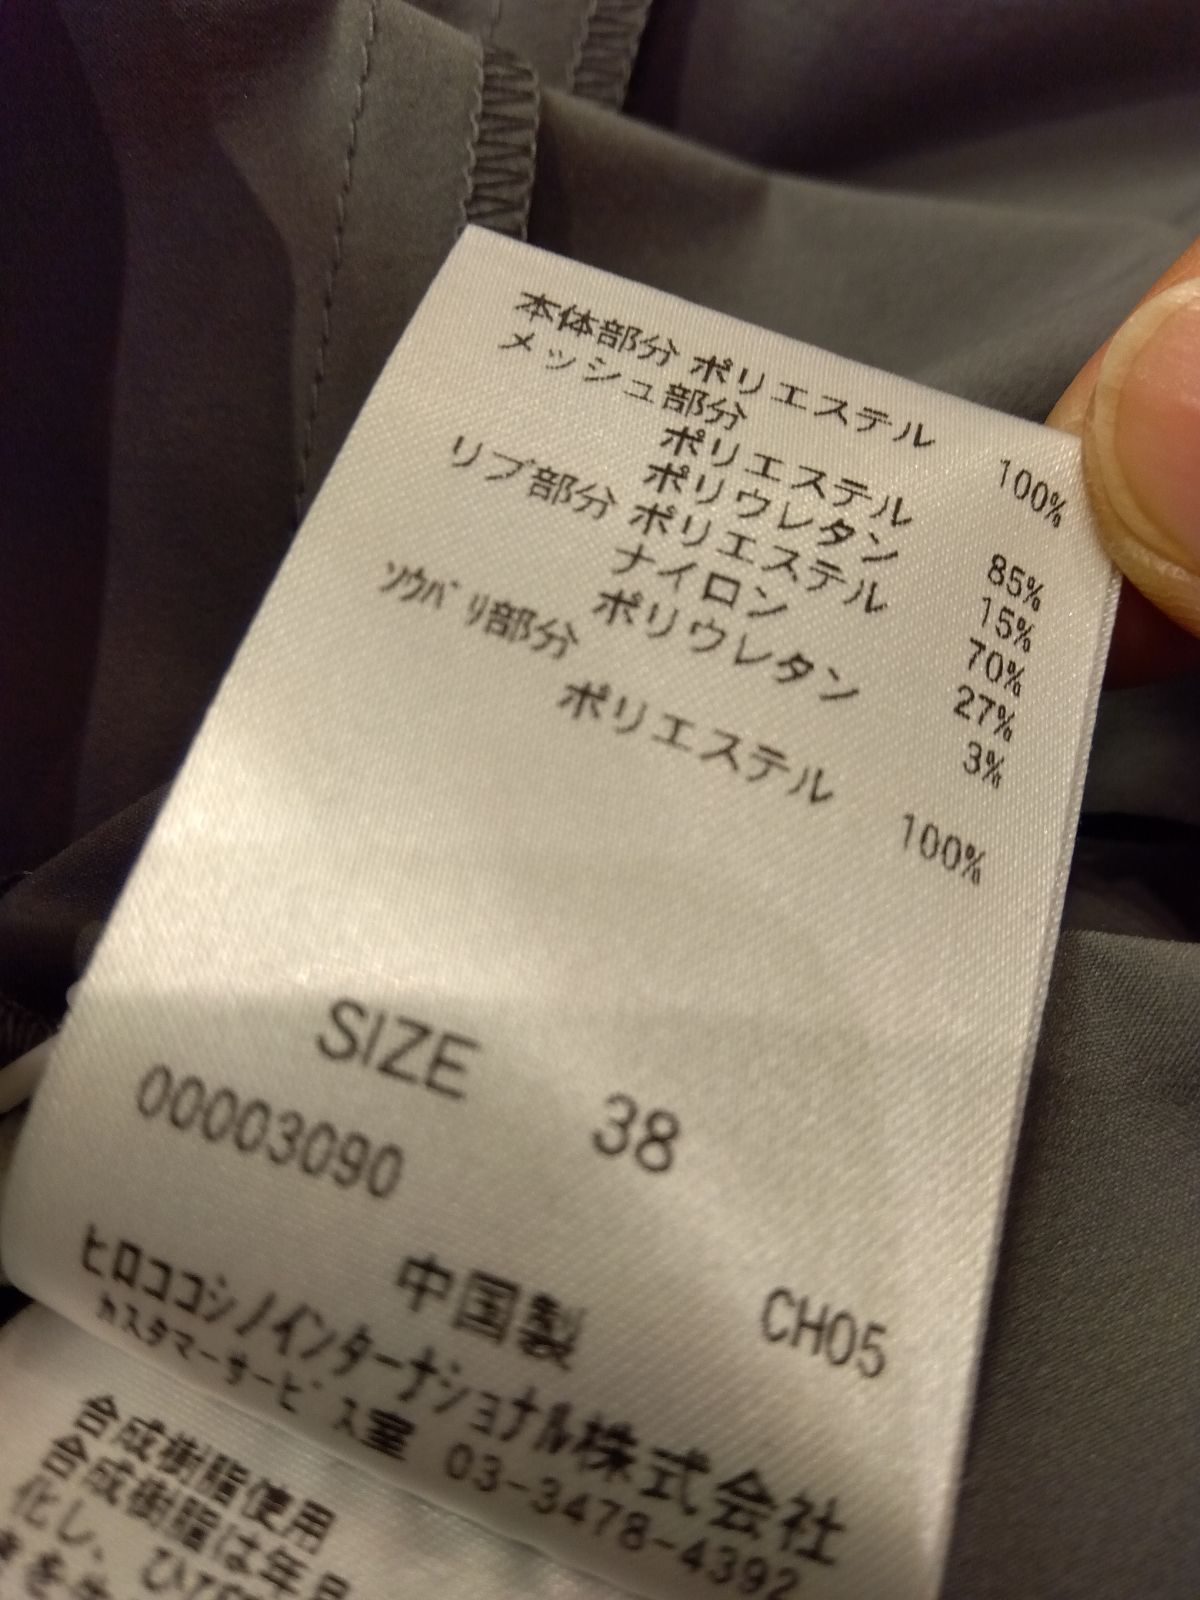 本体部分 ポリエステル 100%
メッシュ部分
ポリエステル 85%
ポリウレタン 15%
リブ部分 ポリエステル 70%
ナイロン 27%
ポリウレタン 3%
ｿｳﾊﾞﾘ部分
ポリエステル 100%
SIZE 38
00003090
中国製 CH05
ヒロココシノインターナショナル株式会社
ｶｽﾀﾏｰｻｰﾋﾞｽ室 03-3478-4392
合成樹脂使用
合成樹脂は年月
化し、ひび
きを